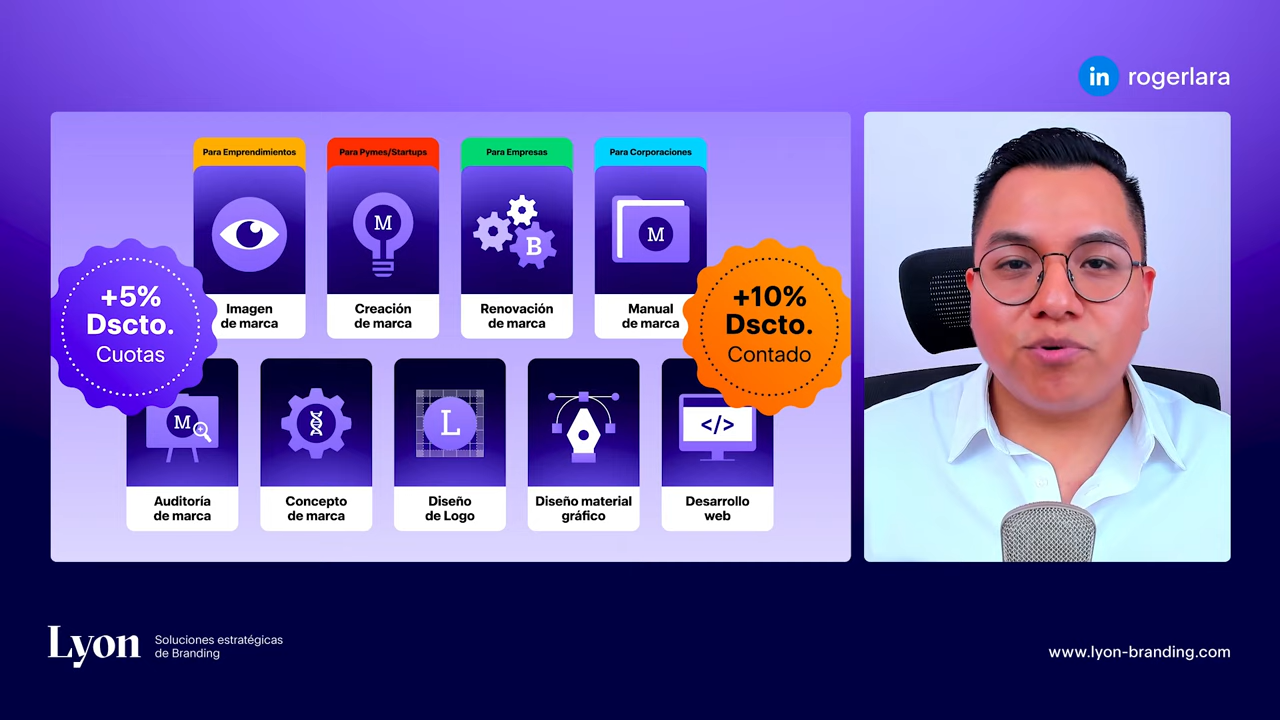 in rogerlara
Para Emprendimientos
Para Pymes/Startups
Para Empresas
Para Corporaciones
M
B
M
+5%
Dscto.
Cuotas
Imagen
de marca
Creación
de marca
Renovación
de marca
Manual
de marca
+10%
Dscto.
Contado
M
L
</>
Auditoría
de marca
Concepto
de marca
Diseño
de Logo
Diseño material
gráfico
Desarrollo
web
Lyon
Soluciones estratégicas
de Branding
www.lyon-branding.com